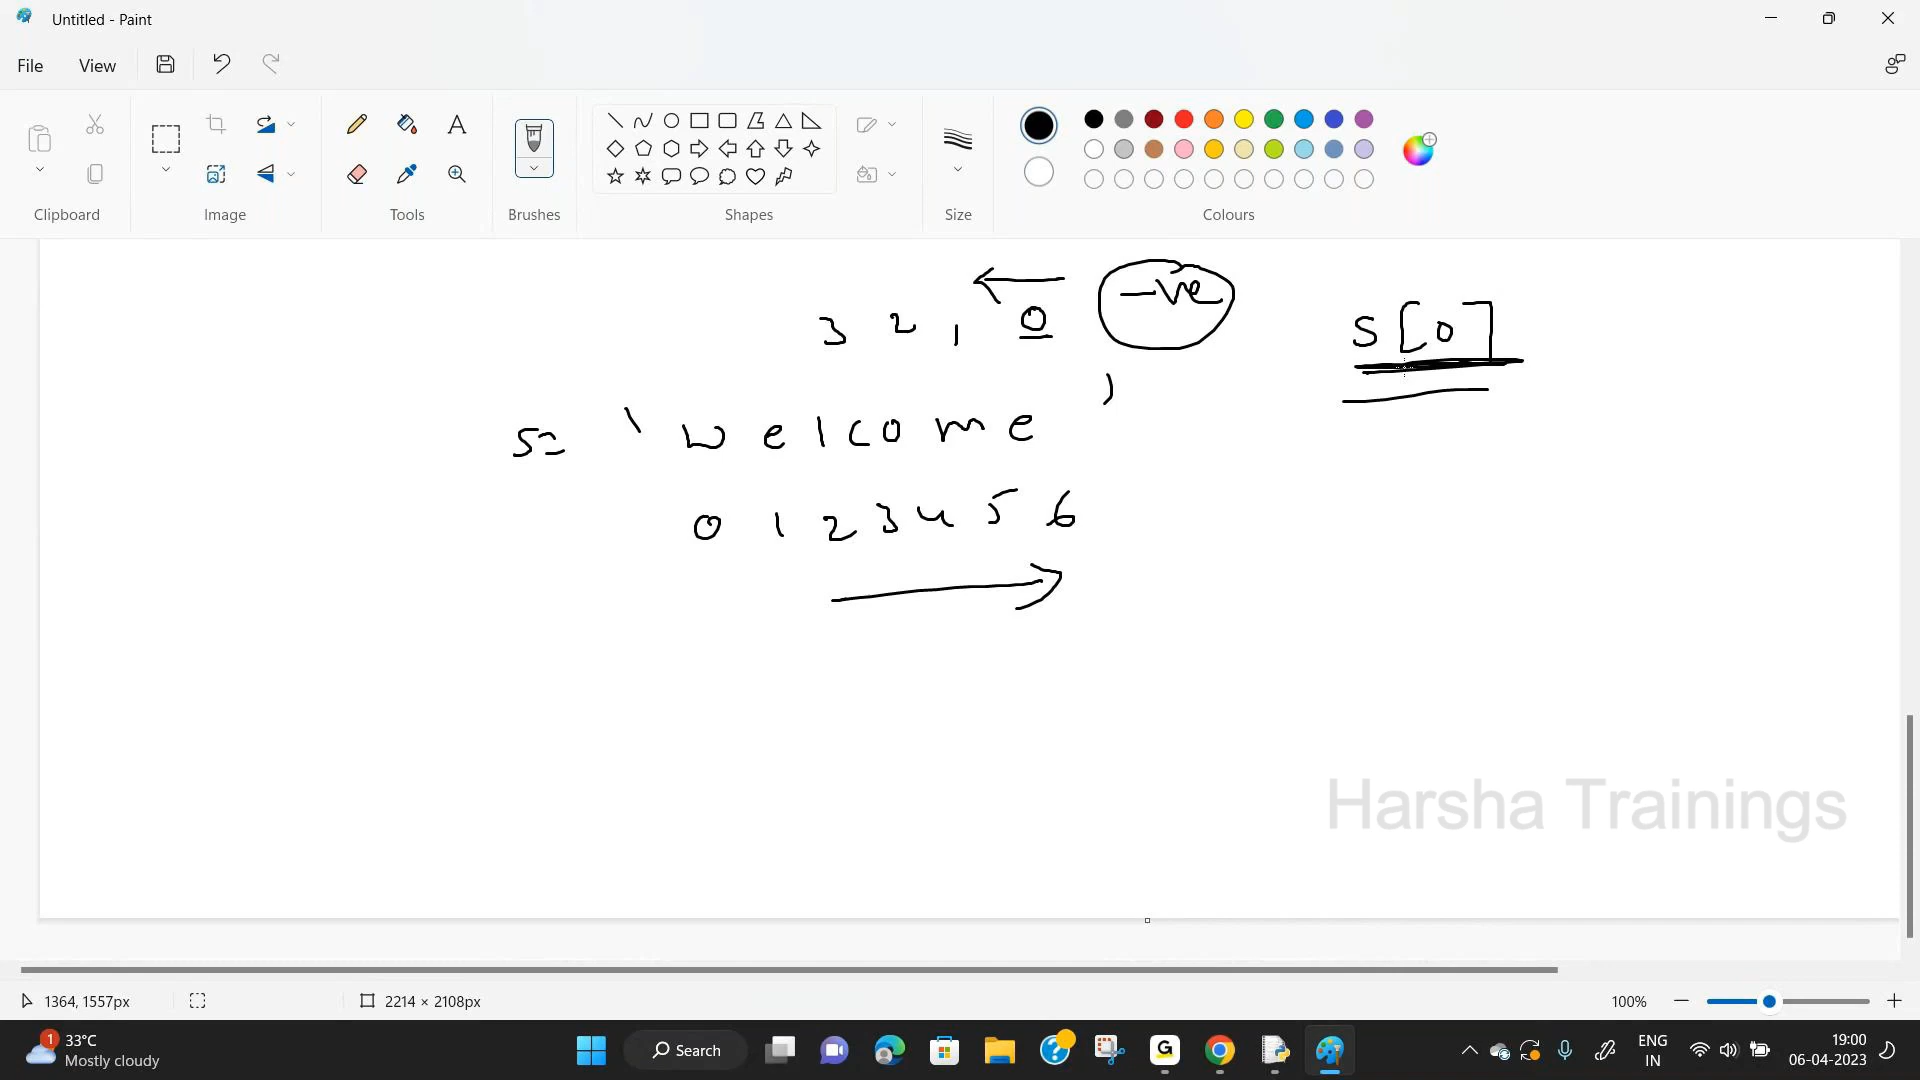 Untitled - Paint
File View
Clipboard Image Tools Brushes Shapes Size Colours
-ve
3 2 1 0
s[0]
s= 'welcome'
0 1 2 3 4 5 6
Harsha Trainings
1364, 1557px 2214 × 2108px 100%
1 33°C
Mostly cloudy
Search
ENG
IN
19:00
06-04-2023